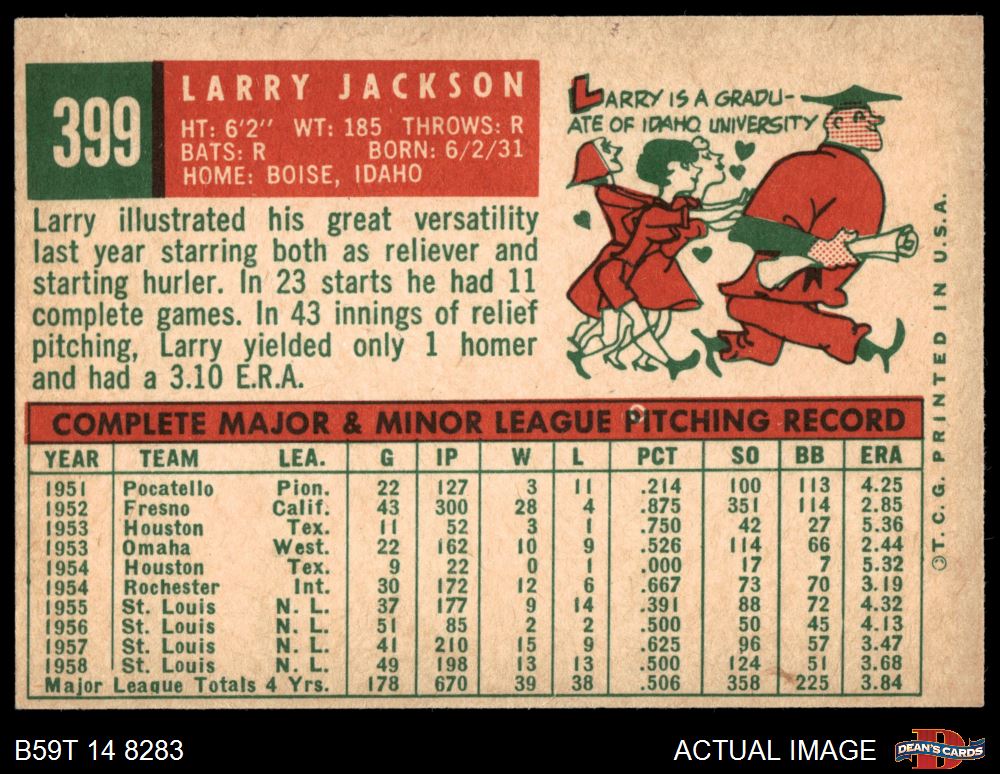 399
LARRY JACKSON
HT: 6'2" WT: 185 THROWS: R
BATS: R BORN: 6/2/31
HOME: BOISE, IDAHO
LARRY IS A GRADU-
ATE OF IDAHO UNIVERSITY
Larry illustrated his great versatility
last year starring both as reliever and
starting hurler. In 23 starts he had 11
complete games. In 43 innings of relief
pitching, Larry yielded only 1 homer
and had a 3.10 E.R.A.
COMPLETE MAJOR & MINOR LEAGUE PITCHING RECORD
YEAR TEAM LEA. G IP W L PCT SO BB ERA
1951 Pocatello Pion. 22 127 3 11 .214 100 113 4.25
1952 Fresno Calif. 43 300 28 4 .875 351 114 2.85
1953 Houston Tex. 11 52 3 1 .750 42 27 5.36
1953 Omaha West. 22 162 10 9 .526 114 66 2.44
1954 Houston Tex. 9 22 0 1 .000 17 7 5.32
1954 Rochester Int. 30 172 12 6 .667 73 70 3.19
1955 St. Louis N. L. 37 177 9 14 .391 88 72 4.32
1956 St. Louis N. L. 51 85 2 2 .500 50 45 4.13
1957 St. Louis N. L. 41 210 15 9 .625 96 57 3.47
1958 St. Louis N. L. 49 198 13 13 .500 124 51 3.68
Major League Totals 4 Yrs. 178 670 39 38 .506 358 225 3.84
©T. C. G. PRINTED IN U.S.A.
B59T 14 8283
ACTUAL IMAGE
DEAN'S CARDS